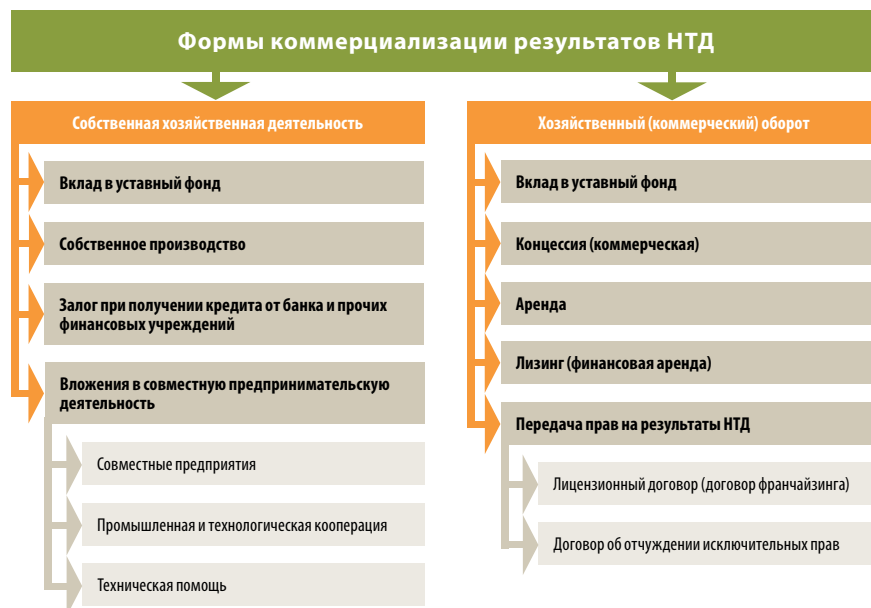 Формы коммерциализации результатов НТД
Собственная хозяйственная деятельность
Вклад в уставный фонд
Собственное производство
Залог при получении кредита от банка и прочих
финансовых учреждений
Вложения в совместную предпринимательскую
деятельность
Совместные предприятия
Промышленная и технологическая кооперация
Техническая помощь
Хозяйственный (коммерческий) оборот
Вклад в уставный фонд
Концессия (коммерческая)
Аренда
Лизинг (финансовая аренда)
Передача прав на результаты НТД
Лицензионный договор (договор франчайзинга)
Договор об отчуждении исключительных прав